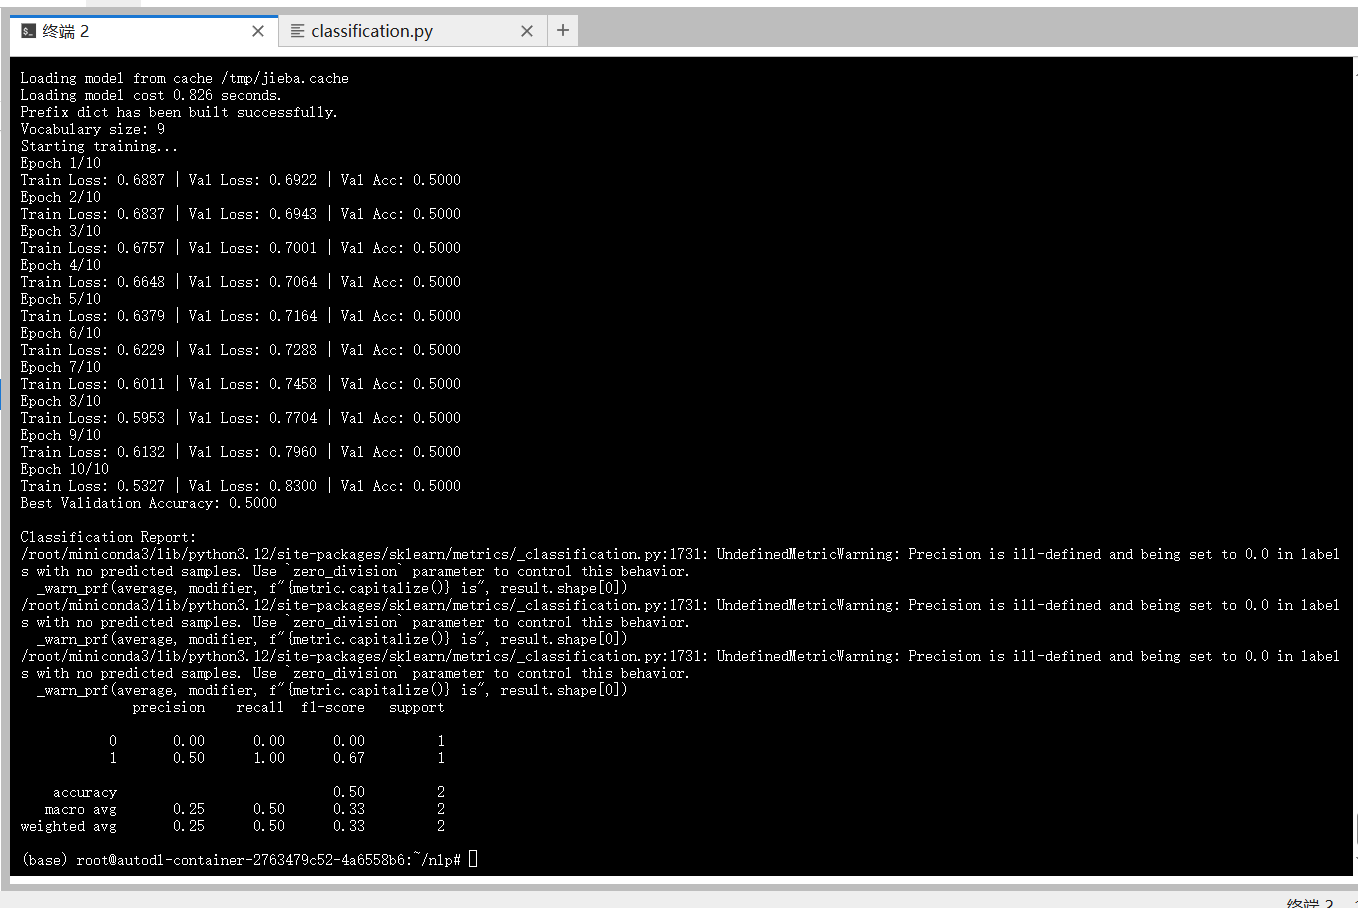 终端 2
classification.py
Loading model from cache /tmp/jieba.cache
Loading model cost 0.826 seconds.
Prefix dict has been built successfully.
Vocabulary size: 9
Starting training...
Epoch 1/10
Train Loss: 0.6887 | Val Loss: 0.6922 | Val Acc: 0.5000
Epoch 2/10
Train Loss: 0.6837 | Val Loss: 0.6943 | Val Acc: 0.5000
Epoch 3/10
Train Loss: 0.6757 | Val Loss: 0.7001 | Val Acc: 0.5000
Epoch 4/10
Train Loss: 0.6648 | Val Loss: 0.7064 | Val Acc: 0.5000
Epoch 5/10
Train Loss: 0.6379 | Val Loss: 0.7164 | Val Acc: 0.5000
Epoch 6/10
Train Loss: 0.6229 | Val Loss: 0.7288 | Val Acc: 0.5000
Epoch 7/10
Train Loss: 0.6011 | Val Loss: 0.7458 | Val Acc: 0.5000
Epoch 8/10
Train Loss: 0.5953 | Val Loss: 0.7704 | Val Acc: 0.5000
Epoch 9/10
Train Loss: 0.6132 | Val Loss: 0.7960 | Val Acc: 0.5000
Epoch 10/10
Train Loss: 0.5327 | Val Loss: 0.8300 | Val Acc: 0.5000
Best Validation Accuracy: 0.5000
Classification Report:
/root/miniconda3/lib/python3.12/site-packages/sklearn/metrics/_classification.py:1731: UndefinedMetricWarning: Precision is ill-defined and being set to 0.0 in label
s with no predicted samples. Use `zero_division` parameter to control this behavior.
_warn_prf(average, modifier, f"{metric.capitalize()} is", result.shape[0])
/root/miniconda3/lib/python3.12/site-packages/sklearn/metrics/_classification.py:1731: UndefinedMetricWarning: Precision is ill-defined and being set to 0.0 in label
s with no predicted samples. Use `zero_division` parameter to control this behavior.
_warn_prf(average, modifier, f"{metric.capitalize()} is", result.shape[0])
/root/miniconda3/lib/python3.12/site-packages/sklearn/metrics/_classification.py:1731: UndefinedMetricWarning: Precision is ill-defined and being set to 0.0 in label
s with no predicted samples. Use `zero_division` parameter to control this behavior.
_warn_prf(average, modifier, f"{metric.capitalize()} is", result.shape[0])
precision recall f1-score support
0 0.00 0.00 0.00 1
1 0.50 1.00 0.67 1
accuracy 0.50 2
macro avg 0.25 0.50 0.33 2
weighted avg 0.25 0.50 0.33 2
(base) root@autodl-container-2763479c52-4a6558b6:~/nlp#
终端 2